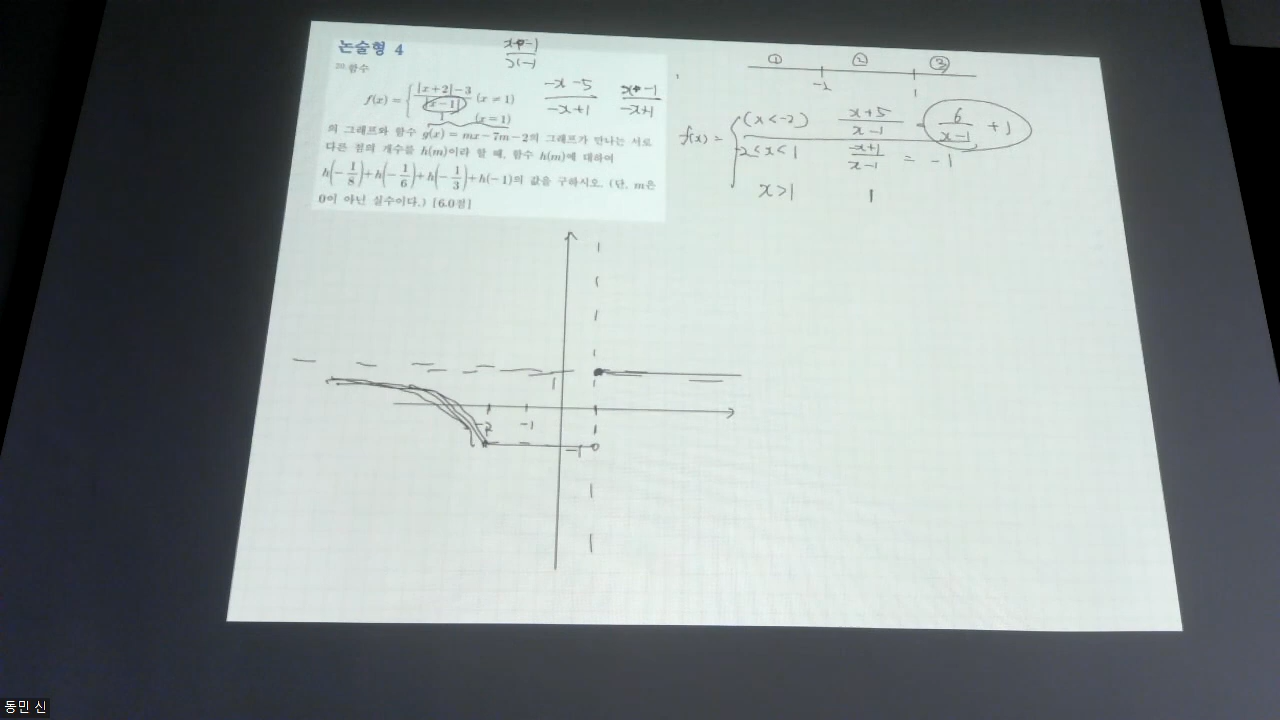 논술형 4
20. 함수
f(x) = { |x+2|-3 / |x-1| (x ≠ 1)
1 (x = 1)
의 그래프와 함수 g(x) = mx - 7m - 2의 그래프가 만나는 서로
다른 점의 개수를 h(m)이라 할 때, 함수 h(m)에 대하여
h(-1/8) + h(-1/6) + h(-1/3) + h(-1)의 값을 구하시오. (단, m은
0이 아닌 실수이다.) [6.0점]
-x-5 / -x+1
① ② ③
-2 1
f(x) = { (x < -2) x+5 / x-1 = 6 / x-1 + 1
-2 ≤ x < 1 x+1 / x-1 = -1
x > 1 1
1
-2 -1
-1
동민 신